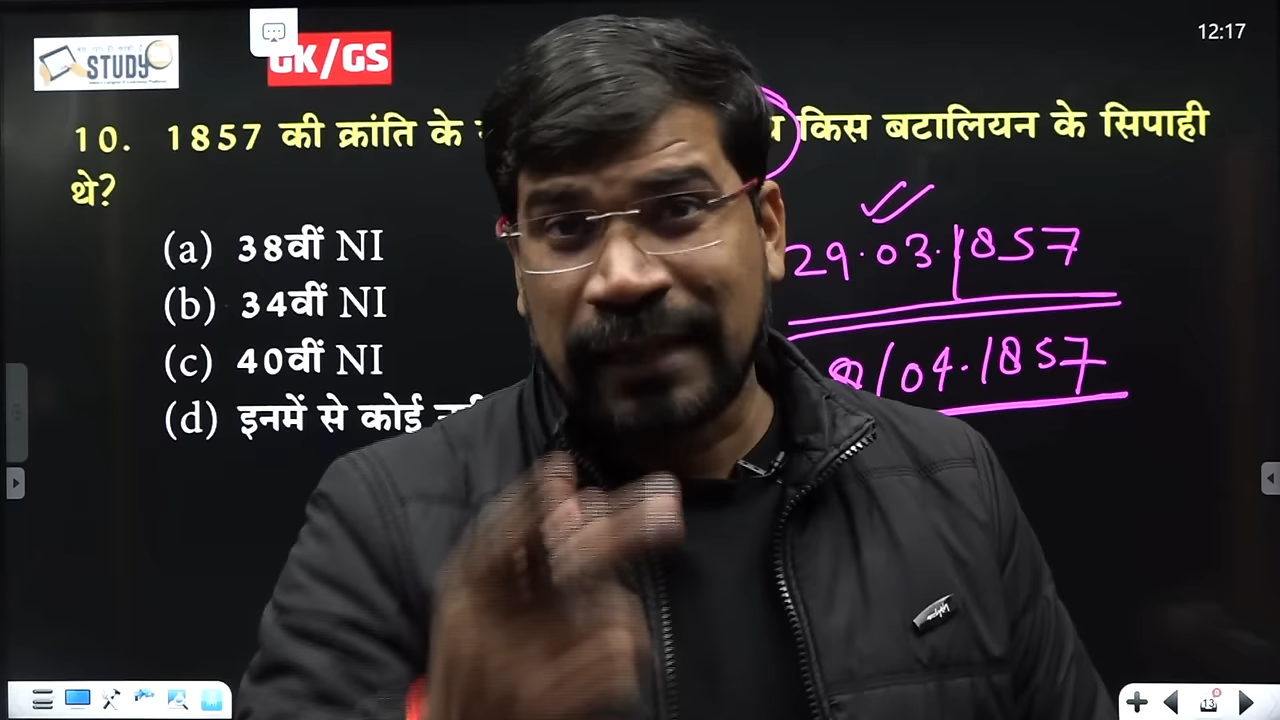 STUDY
GK/GS
12:17
10. 1857 की क्रांति के किस बटालियन के सिपाही
थे?
(a) 38वीं NI
29.03.1857
(b) 34वीं NI
(c) 40वीं NI
/04.1857
(d) इनमें से कोई
13